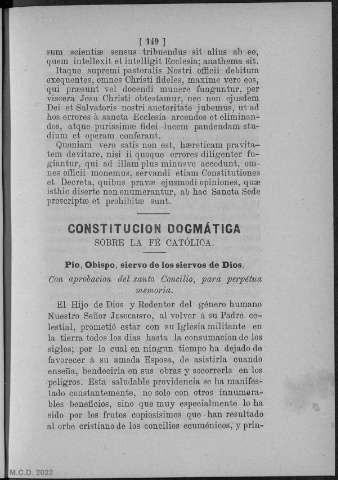 [ 149 ]
sum scientiæ sensus tribuendus sit alius ab eo,
quem intellexit et intelligit Ecclesia; anathema sit.
Itaque supremi pastoralis Nostri officii debitum
exequentes, omnes Christi fideles, maxime vero eos,
qui præsunt vel docendi munere funguntur, per
viscera Jesu Christi obtestamur, nec non ejusdem
Dei et Salvatoris nostri auctoritate jubemus, ut ad
hos errores à sancta Ecclesia arcendos et eliminan-
dos, atque purissimæ fidei lucem pandendam stu-
dium et operam conferant.
Quoniam vero satis non est, hæreticam pravita-
tem devitare, nisi ii quoque errores diligenter fu-
giantur, qui ad illam plus minusve accedunt, om-
nes officii monemus, servandi etiam Constitutiones
et Decreta, quibus pravæ ejusmodi opiniones, quæ
isthic diserte non enumerantur, ab hac Sancta Sede
proscriptæ et prohibitæ sunt.
CONSTITUCION DOGMÁTICA
SOBRE LA FÉ CATÓLICA.
Pio, Obispo, siervo de los siervos de Dios.
Con aprobacion del santo Concilio, para perpétua
memoria.
El Hijo de Dios y Redentor del género humano
Nuestro Señor Jesucristo, al volver á su Padre ce-
lestial, prometió estar con su Iglesia militante en
la tierra todos los dias hasta la consumacion de los
siglos; por lo cual en ningun tiempo ha dejado de
favorecer á su amada Esposa, de asistirla cuando
enseña, bendecirla en sus obras y socorrerla en los
peligros. Esta saludable providencia se ha manifes-
tado constantemente, no solo con otros innumera-
bles beneficios, sino que muy especialmente lo ha
sido por los frutos copiosísimos que han resultado
al orbe cristiano de los concilios ecuménicos, y prin-
M.C.D. 2022